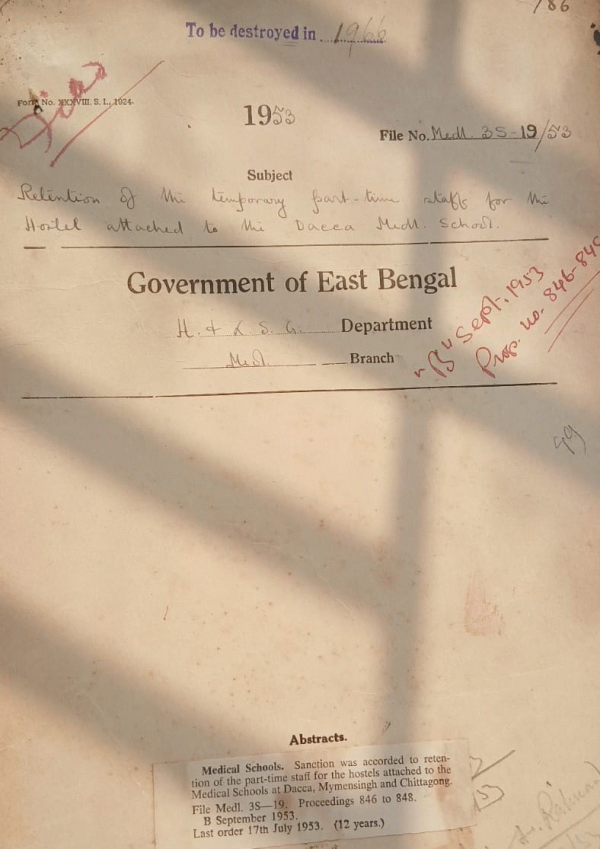 /86
To be destroyed in 1966
Form No. XXXVIII. S. I., 1924.
1953
File No. Medl. 3S-19/53
Subject
Retention of the temporary part-time staffs for the
Hostel attached to the Dacca Medl. School.
Government of East Bengal
H. & L. S. G. Department
Medl. Branch
"B" Sept. 1953
Prop. no. 846-848
99
Abstracts.
Medical Schools. Sanction was accorded to reten-
tion of the part-time staff for the hostels attached to the
Medical Schools at Dacca, Mymensingh and Chittagong.
File Medl. 3S—19. Proceedings 846 to 848.
B September 1953.
Last order 17th July 1953. (12 years.)
Rahman